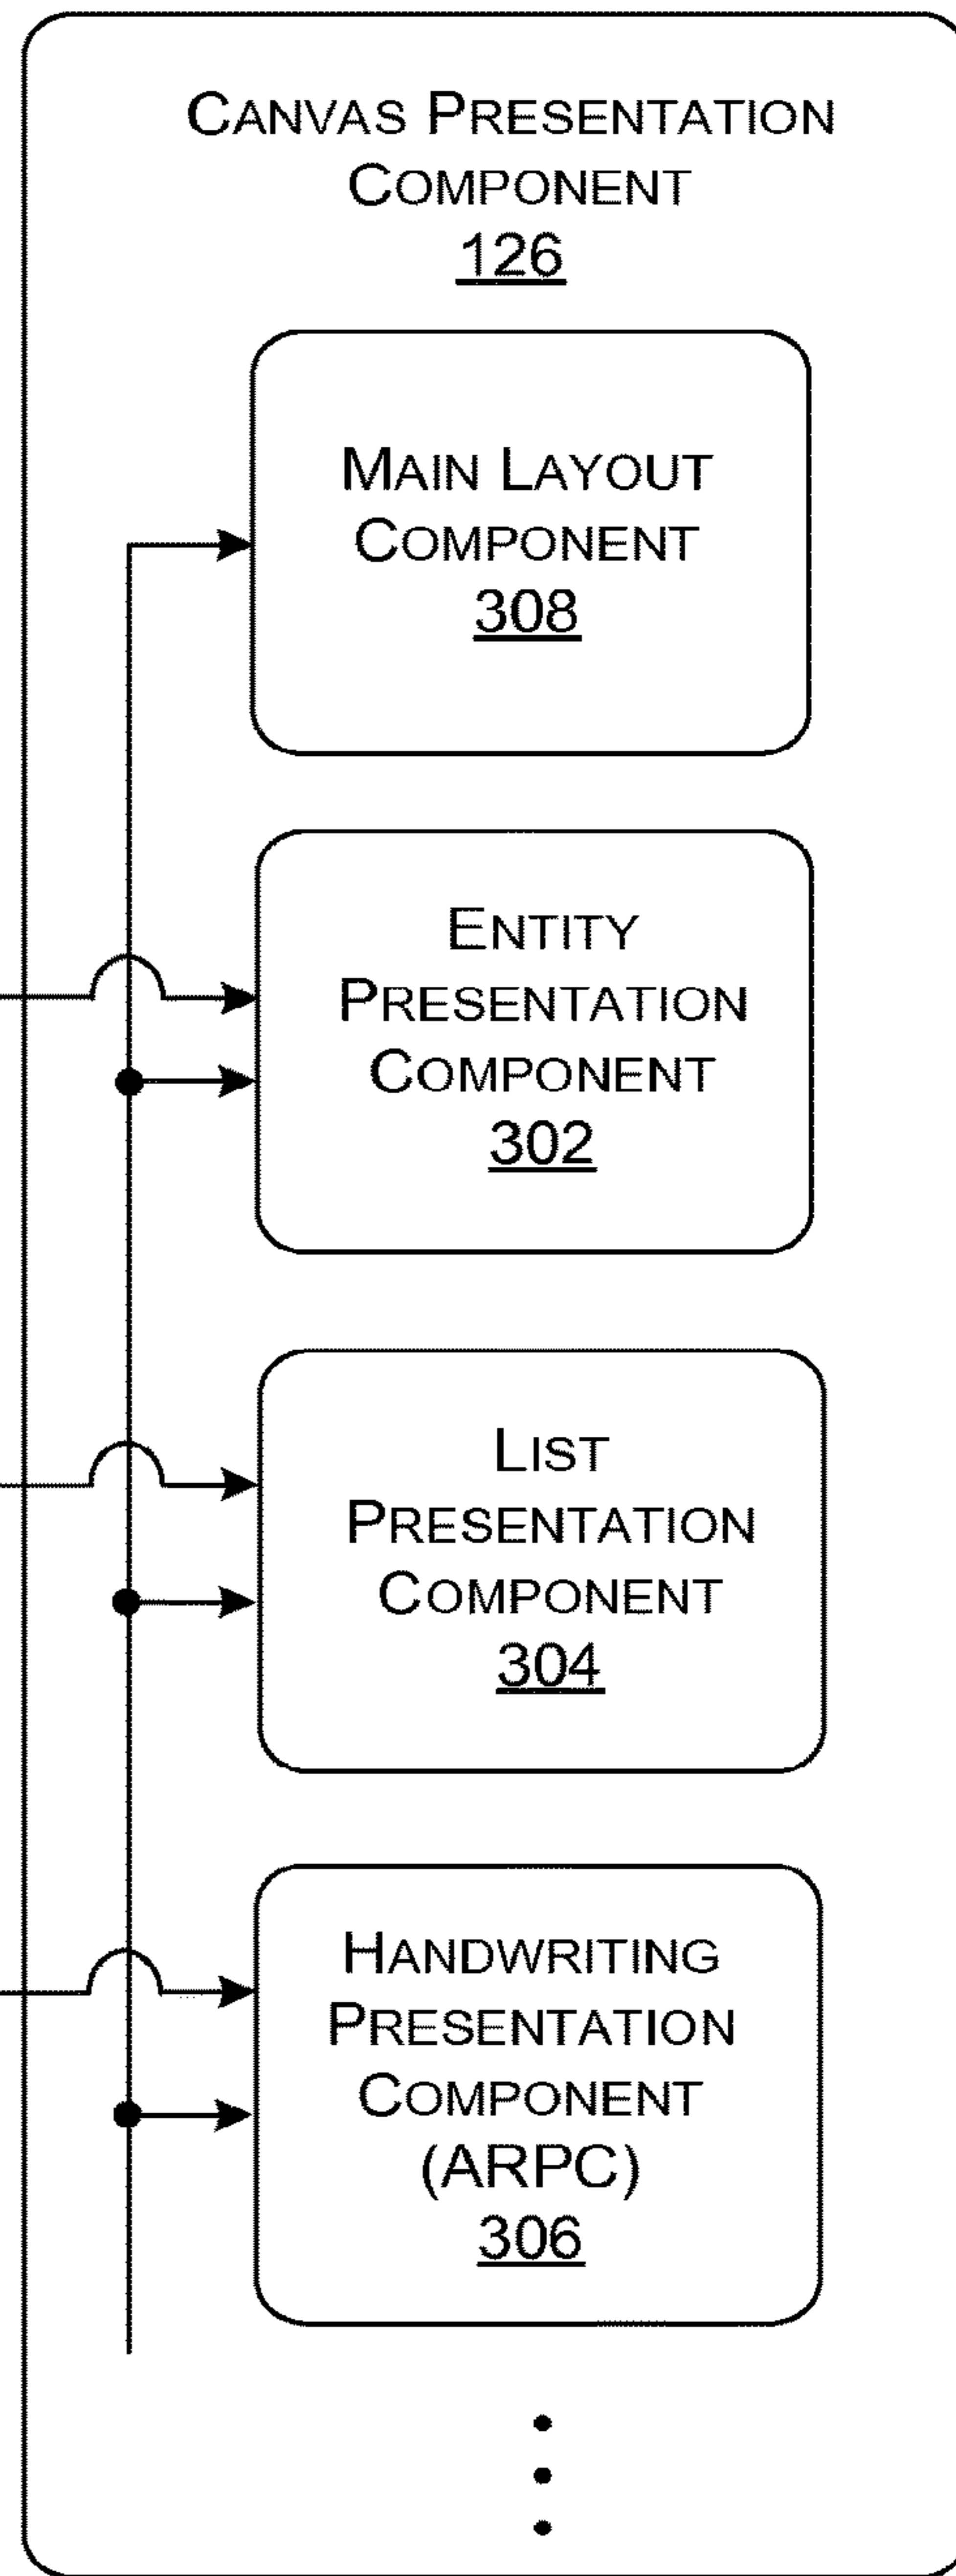 CANVAS PRESENTATION
COMPONENT
126
MAIN LAYOUT
COMPONENT
308
ENTITY
PRESENTATION
COMPONENT
302
LIST
PRESENTATION
COMPONENT
304
HANDWRITING
PRESENTATION
COMPONENT
(ARPC)
306